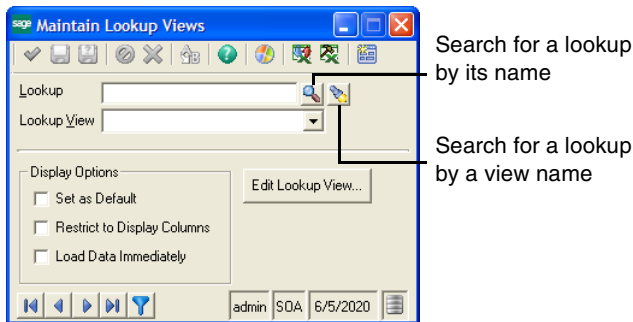 sage Maintain Lookup Views
Search for a lookup
by its name
Lookup
Lookup View
Search for a lookup
by a view name
Display Options
Set as Default
Restrict to Display Columns
Load Data Immediately
Edit Lookup View...
admin SOA 6/5/2020